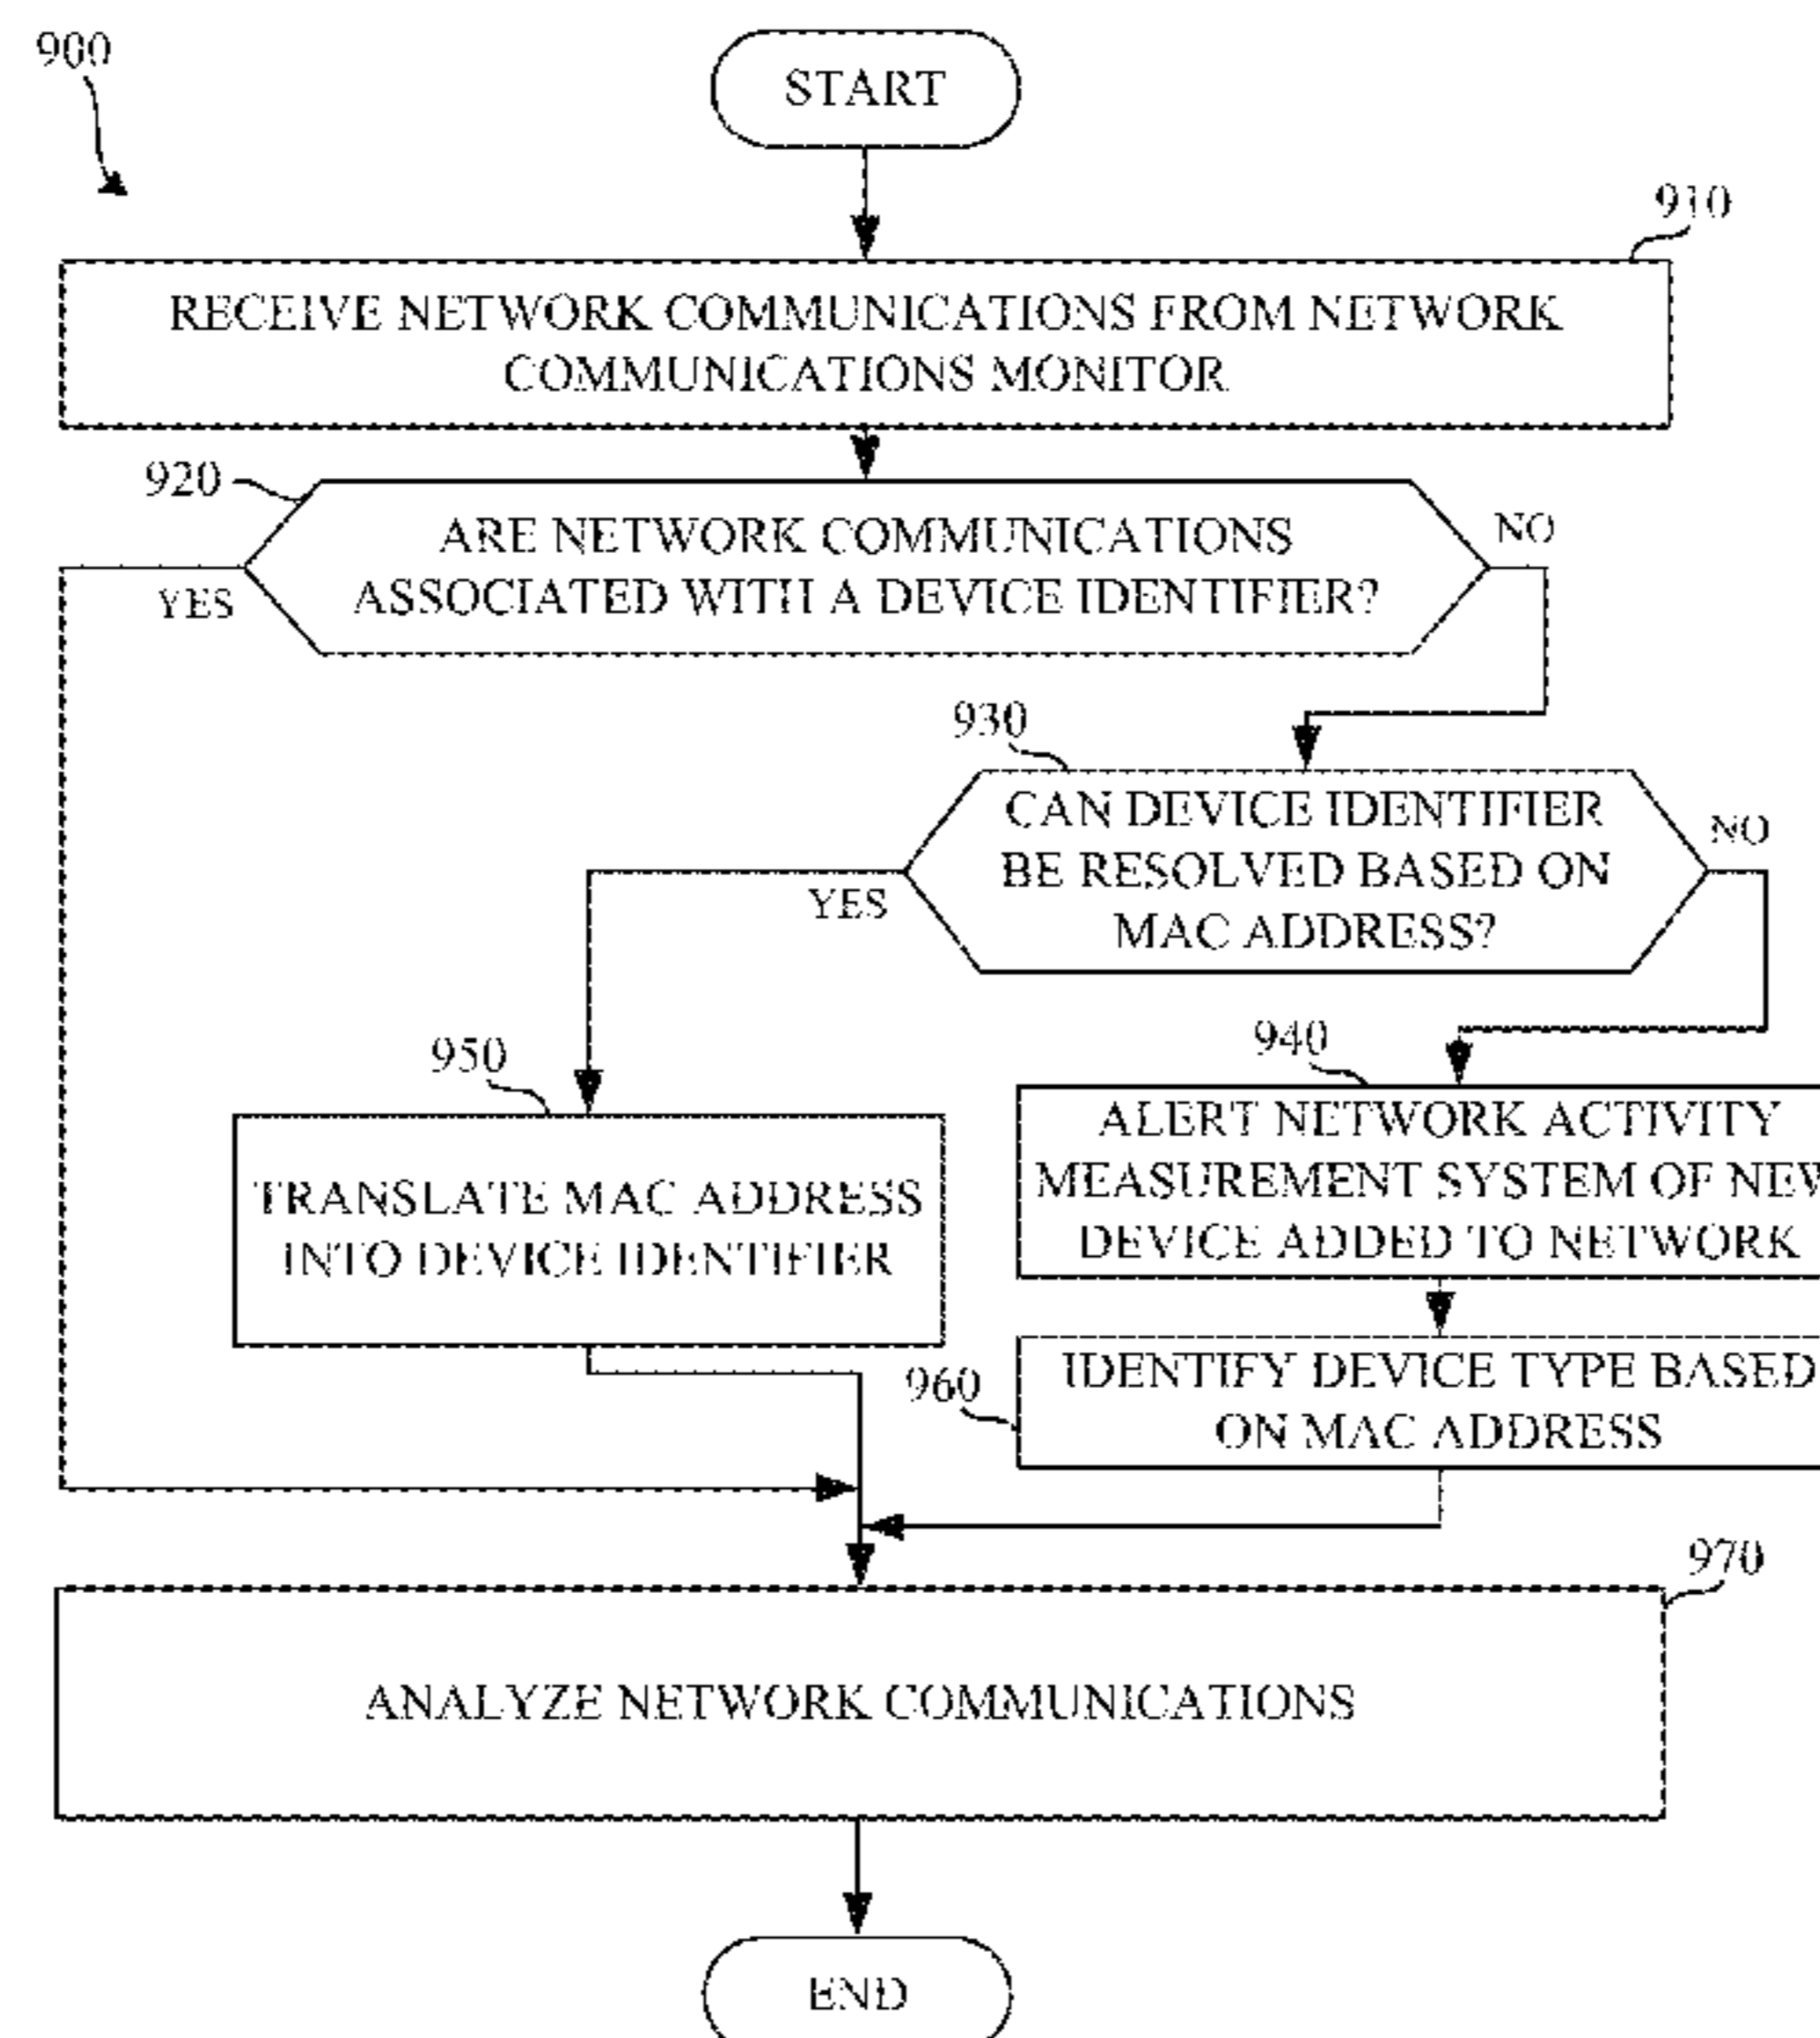 900
START
910
RECEIVE NETWORK COMMUNICATIONS FROM NETWORK
COMMUNICATIONS MONITOR
920
ARE NETWORK COMMUNICATIONS
ASSOCIATED WITH A DEVICE IDENTIFIER?
NO
YES
930
CAN DEVICE IDENTIFIER
BE RESOLVED BASED ON
MAC ADDRESS?
NO
YES
940
ALERT NETWORK ACTIVITY
MEASUREMENT SYSTEM OF NEW
DEVICE ADDED TO NETWORK
950
TRANSLATE MAC ADDRESS
INTO DEVICE IDENTIFIER
960
IDENTIFY DEVICE TYPE BASED
ON MAC ADDRESS
970
ANALYZE NETWORK COMMUNICATIONS
END